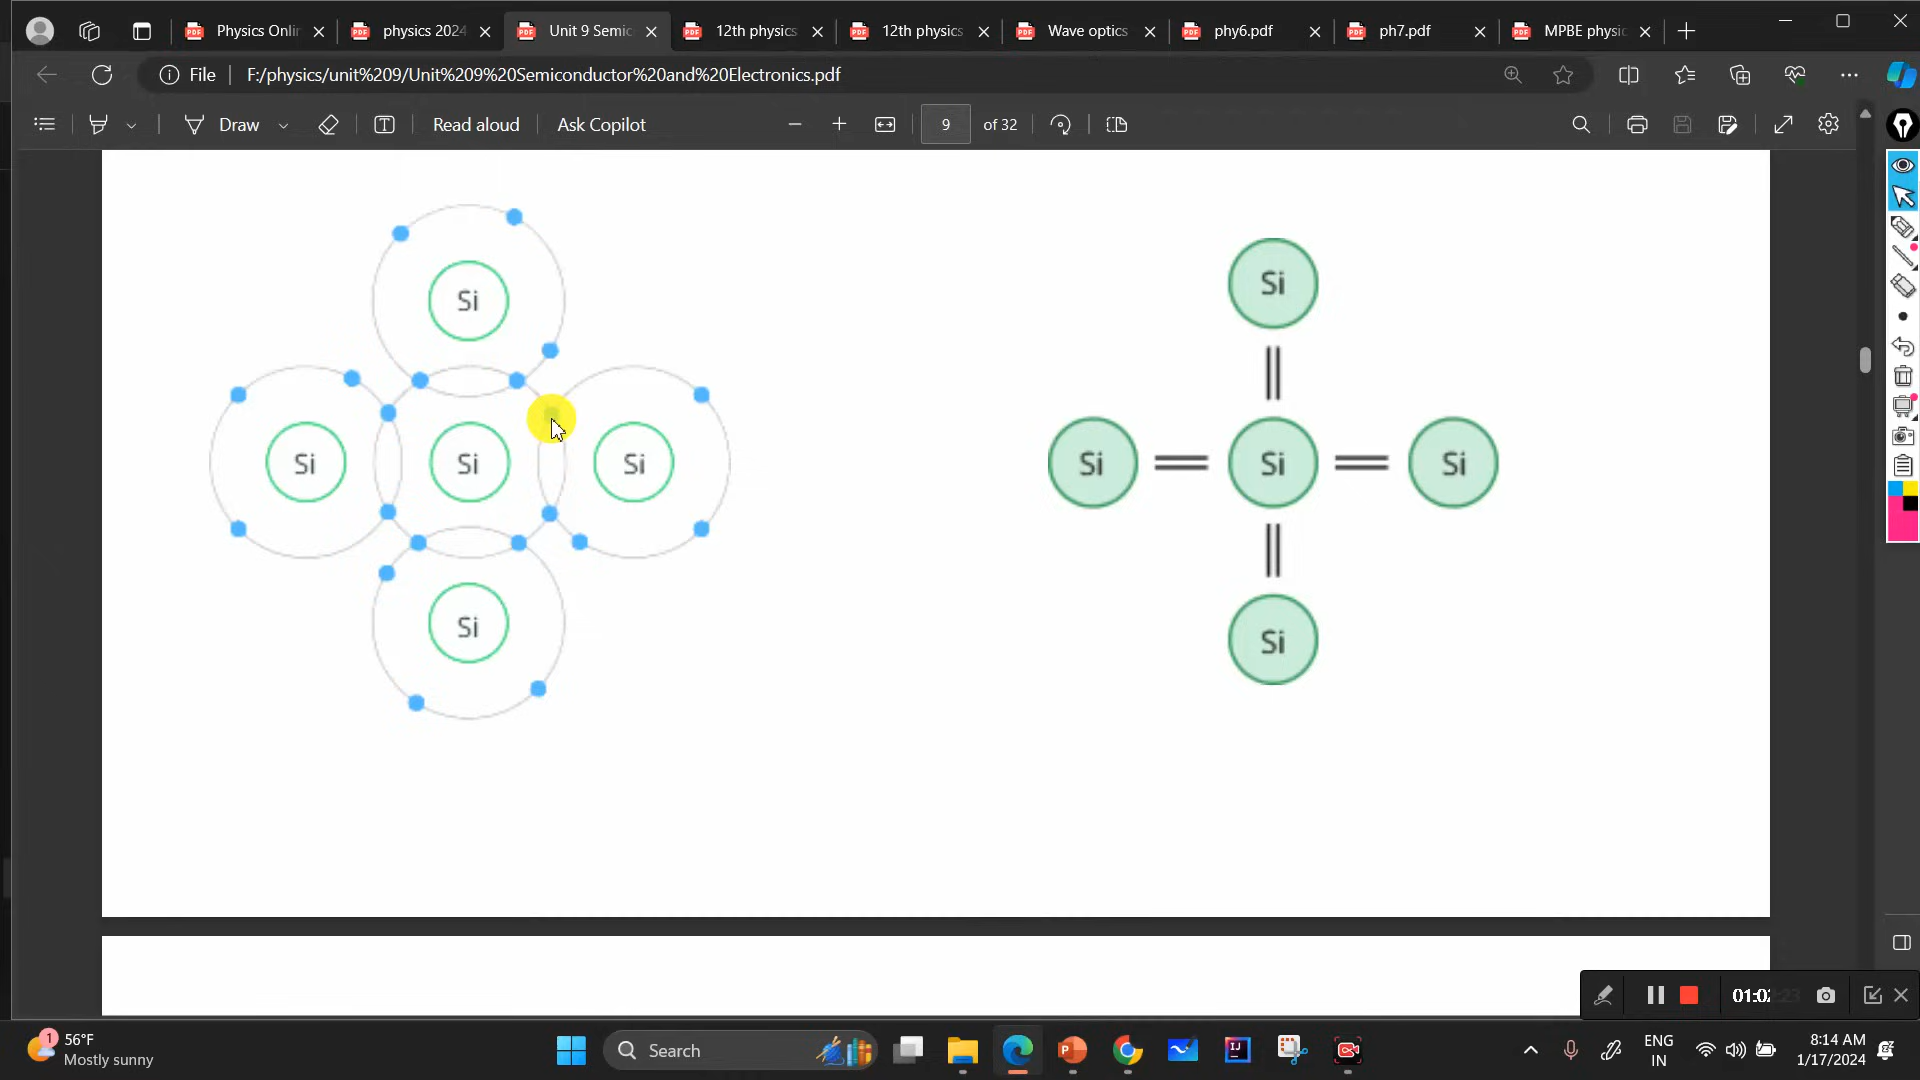 Physics Onlin
physics 2024
Unit 9 Semic
12th physics
12th physics
Wave optics
phy6.pdf
ph7.pdf
MPBE physic
File
F:/physics/unit%209/Unit%209%20Semiconductor%20and%20Electronics.pdf
Draw
Read aloud
Ask Copilot
9
of 32
Si
Si
Si
Si
Si
Si
Si
Si
Si
Si
1
56°F
Mostly sunny
Search
ENG
IN
8:14 AM
1/17/2024